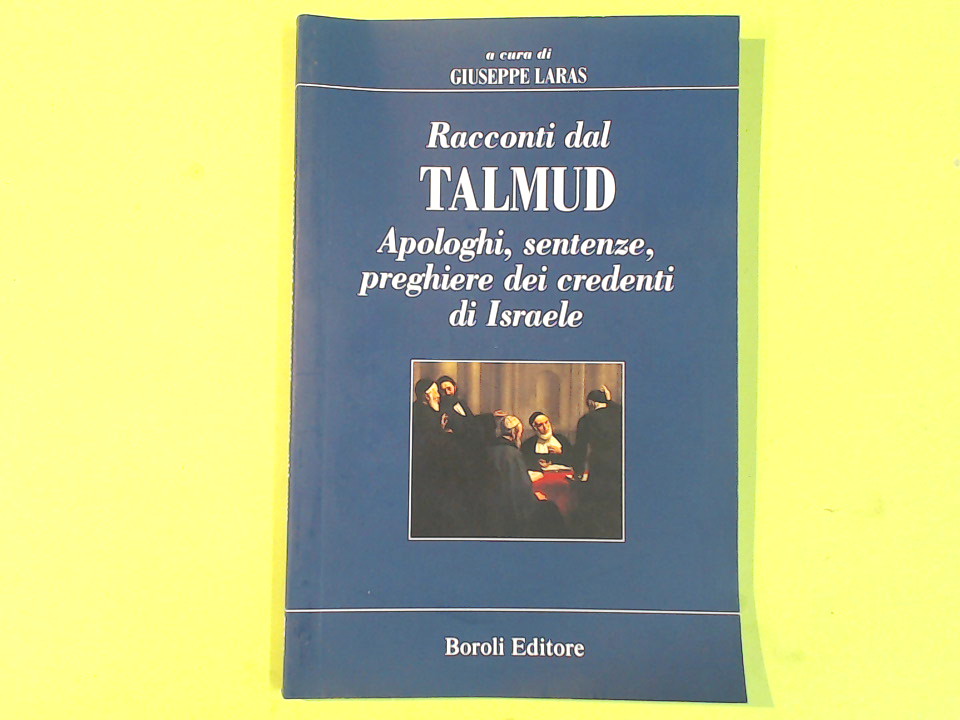 a cura di
GIUSEPPE LARAS
Racconti dal
TALMUD
Apologhi, sentenze,
preghiere dei credenti
di Israele
Boroli Editore